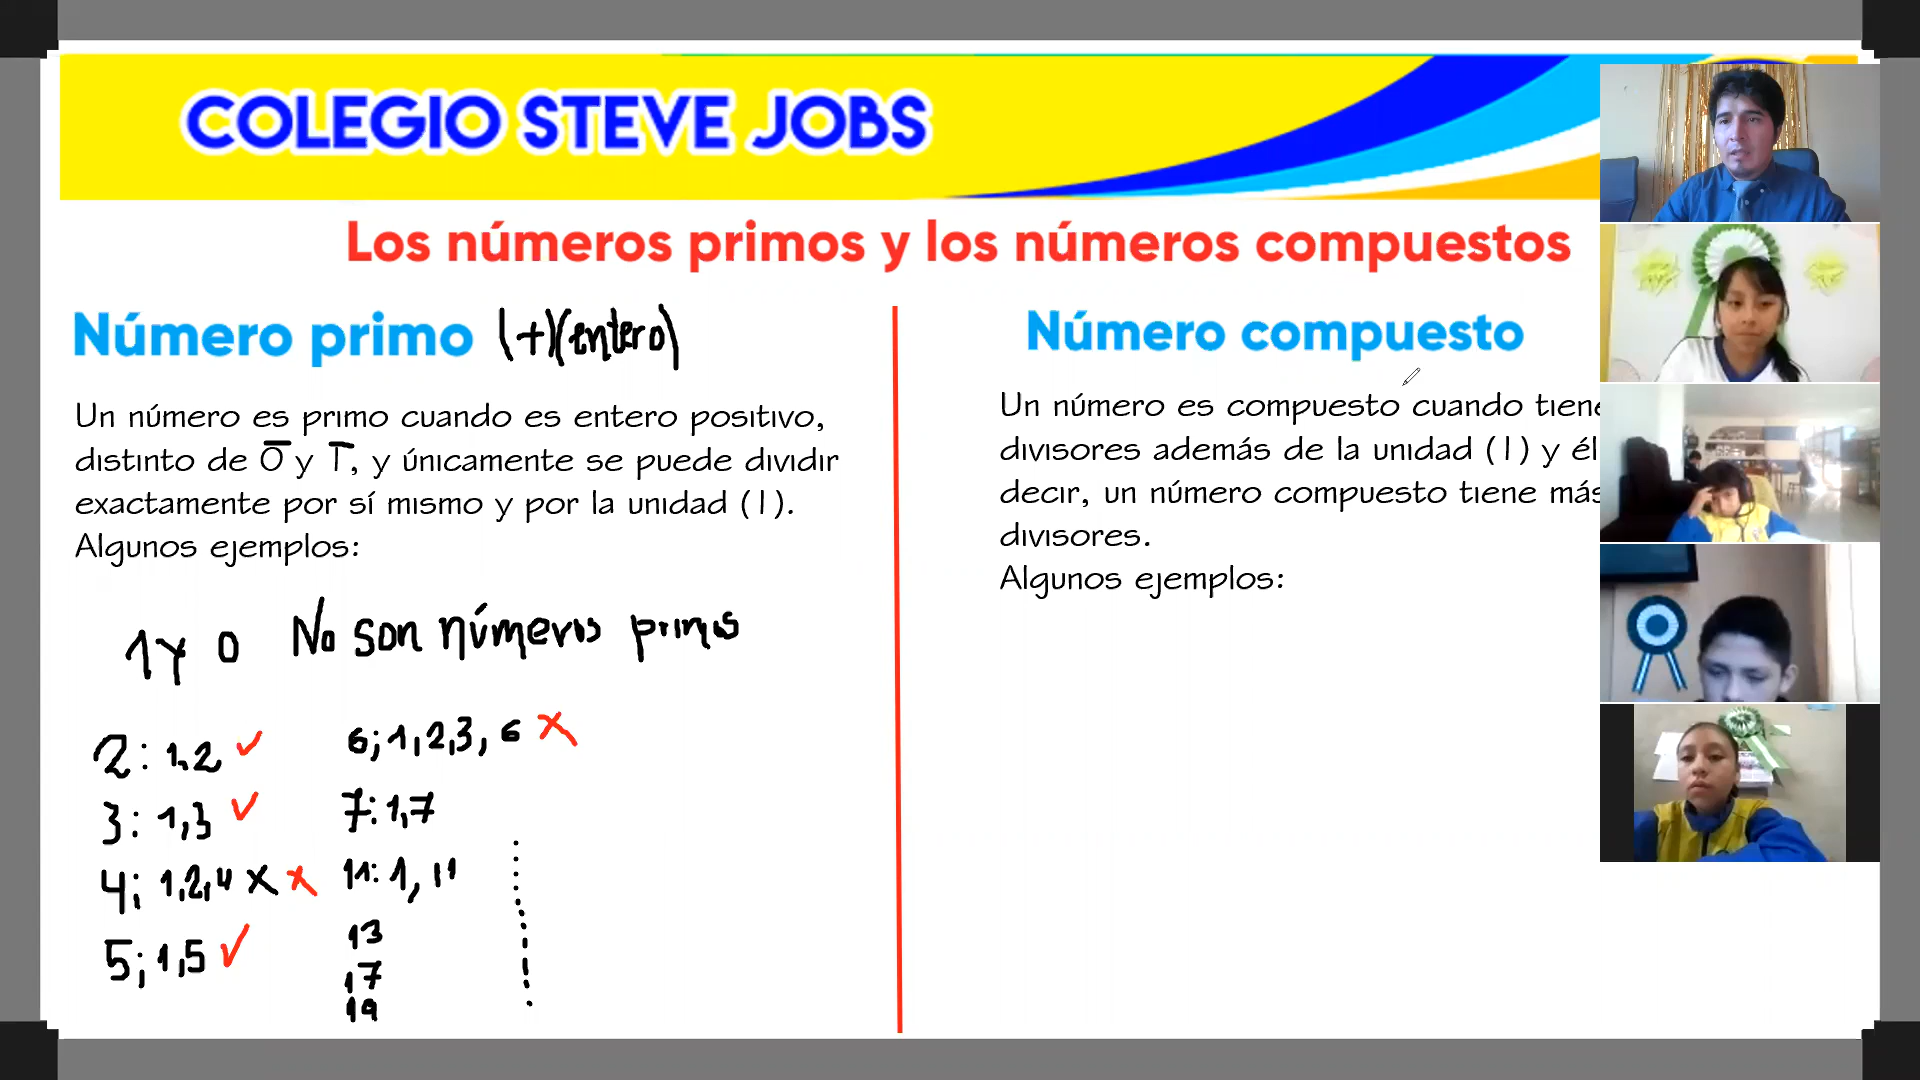 COLEGIO STEVE JOBS
Los números primos y los números compuestos
Número primo (+)(entero)
Un número es primo cuando es entero positivo,
distinto de 0 y 1, y únicamente se puede dividir
exactamente por sí mismo y por la unidad (1).
Algunos ejemplos:
1 y 0 No son números primos
2: 1,2 ✓
3: 1,3 ✓
4; 1,2,4 X X
5; 1,5 ✓
6; 1,2,3, 6 X
7: 1,7
11: 1, 11
13
17
19
Número compuesto
Un número es compuesto cuando tiene
divisores además de la unidad (1) y él
decir, un número compuesto tiene más
divisores.
Algunos ejemplos: